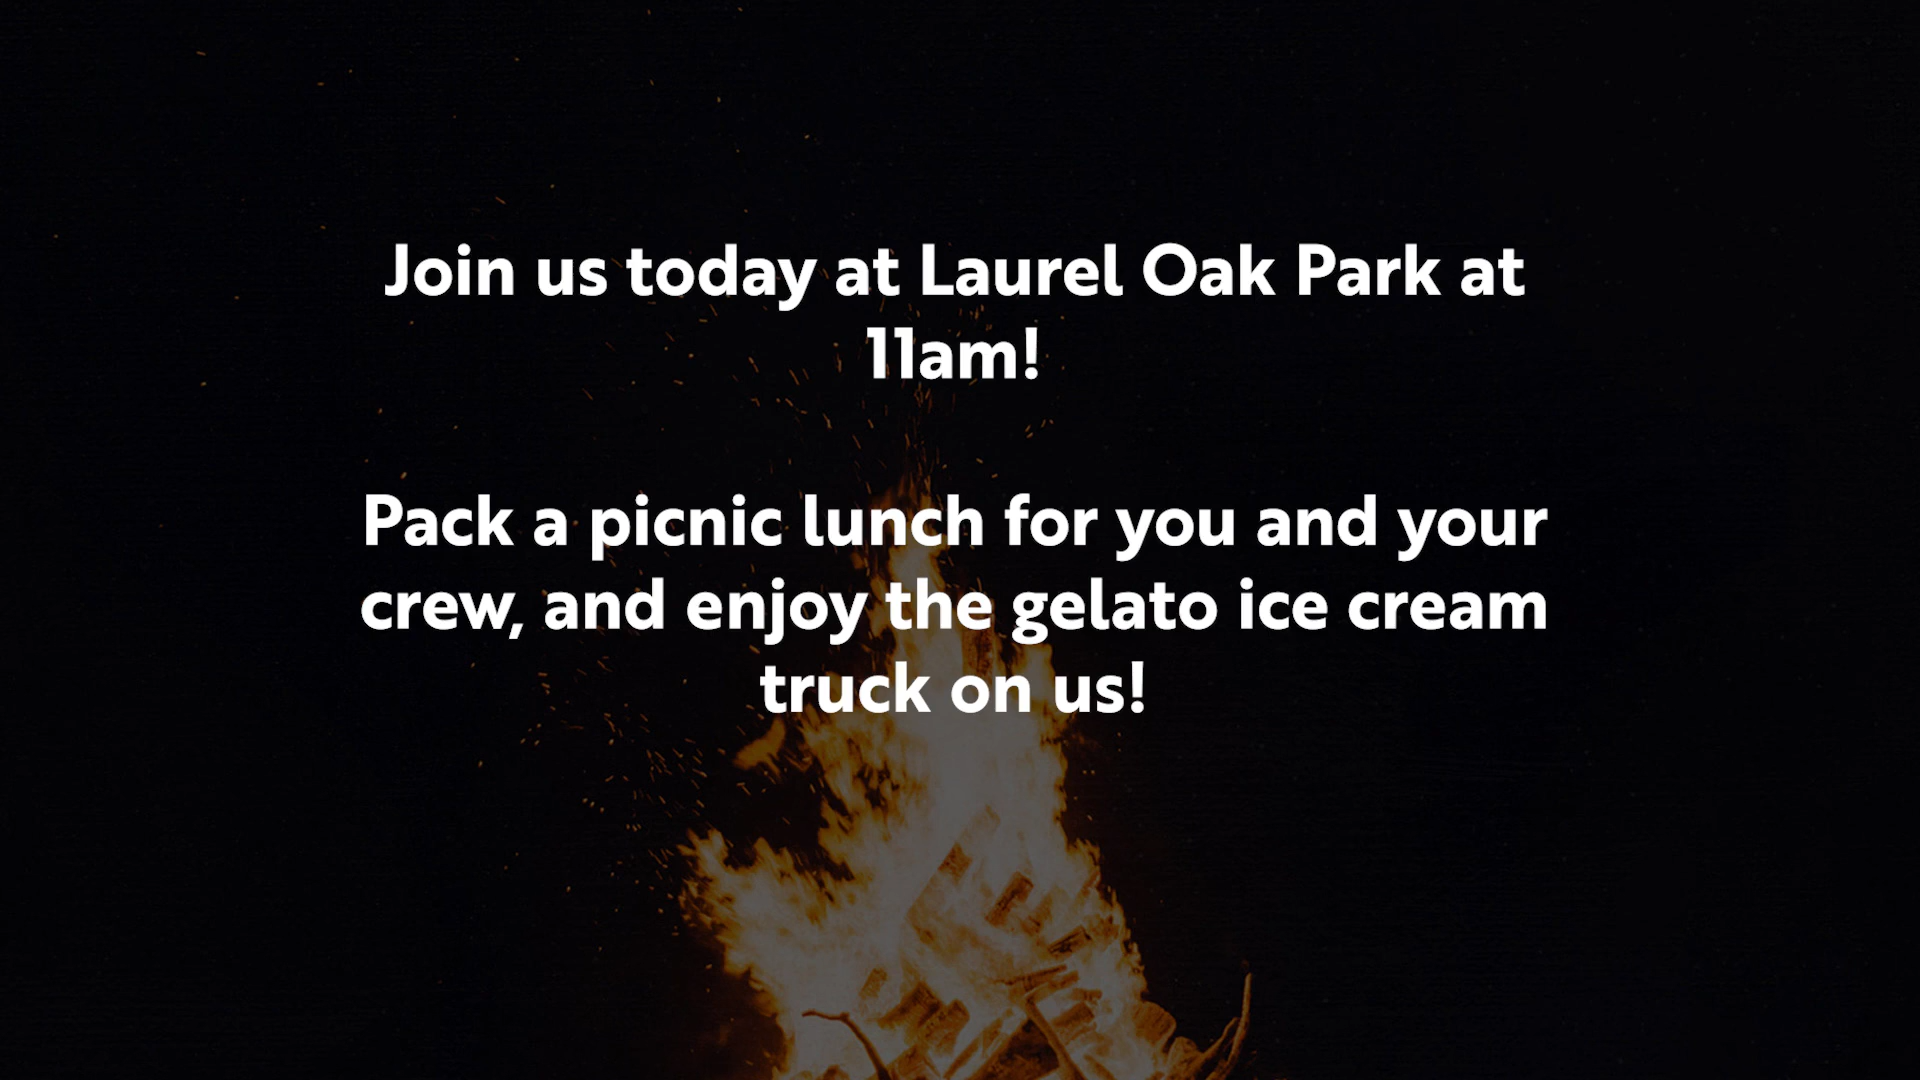 Join us today at Laurel Oak Park at
11am!
Pack a picnic lunch for you and your
crew, and enjoy the gelato ice cream
truck on us!